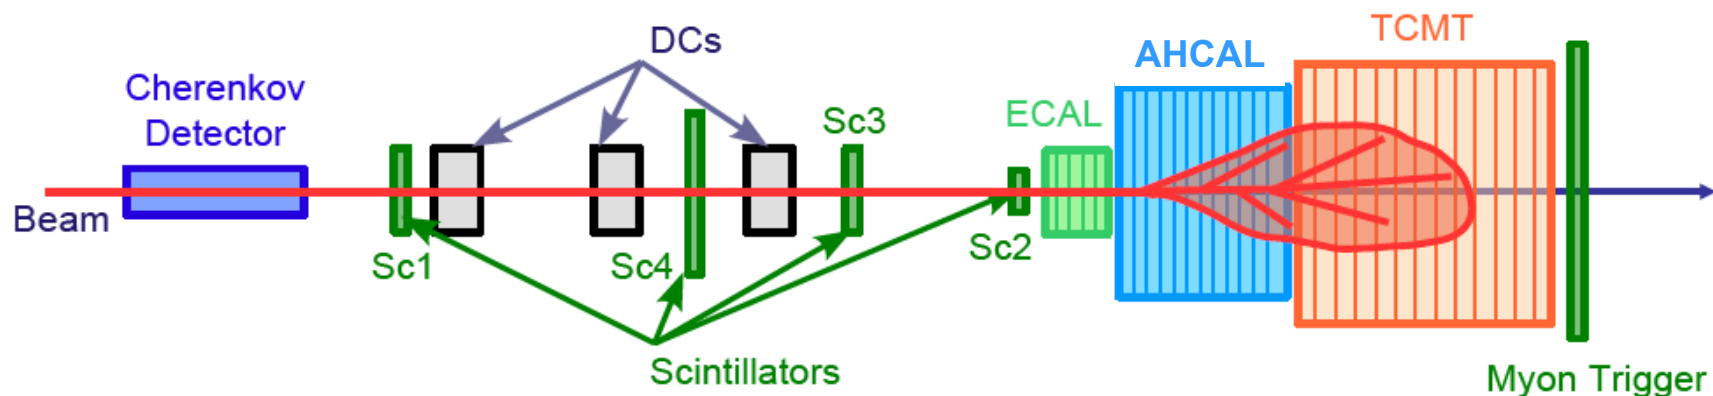 Beam
Cherenkov
Detector
Sc1
DCs
Sc4
Sc3
Scintillators
Sc2
ECAL
AHCAL
TCMT
Myon Trigger